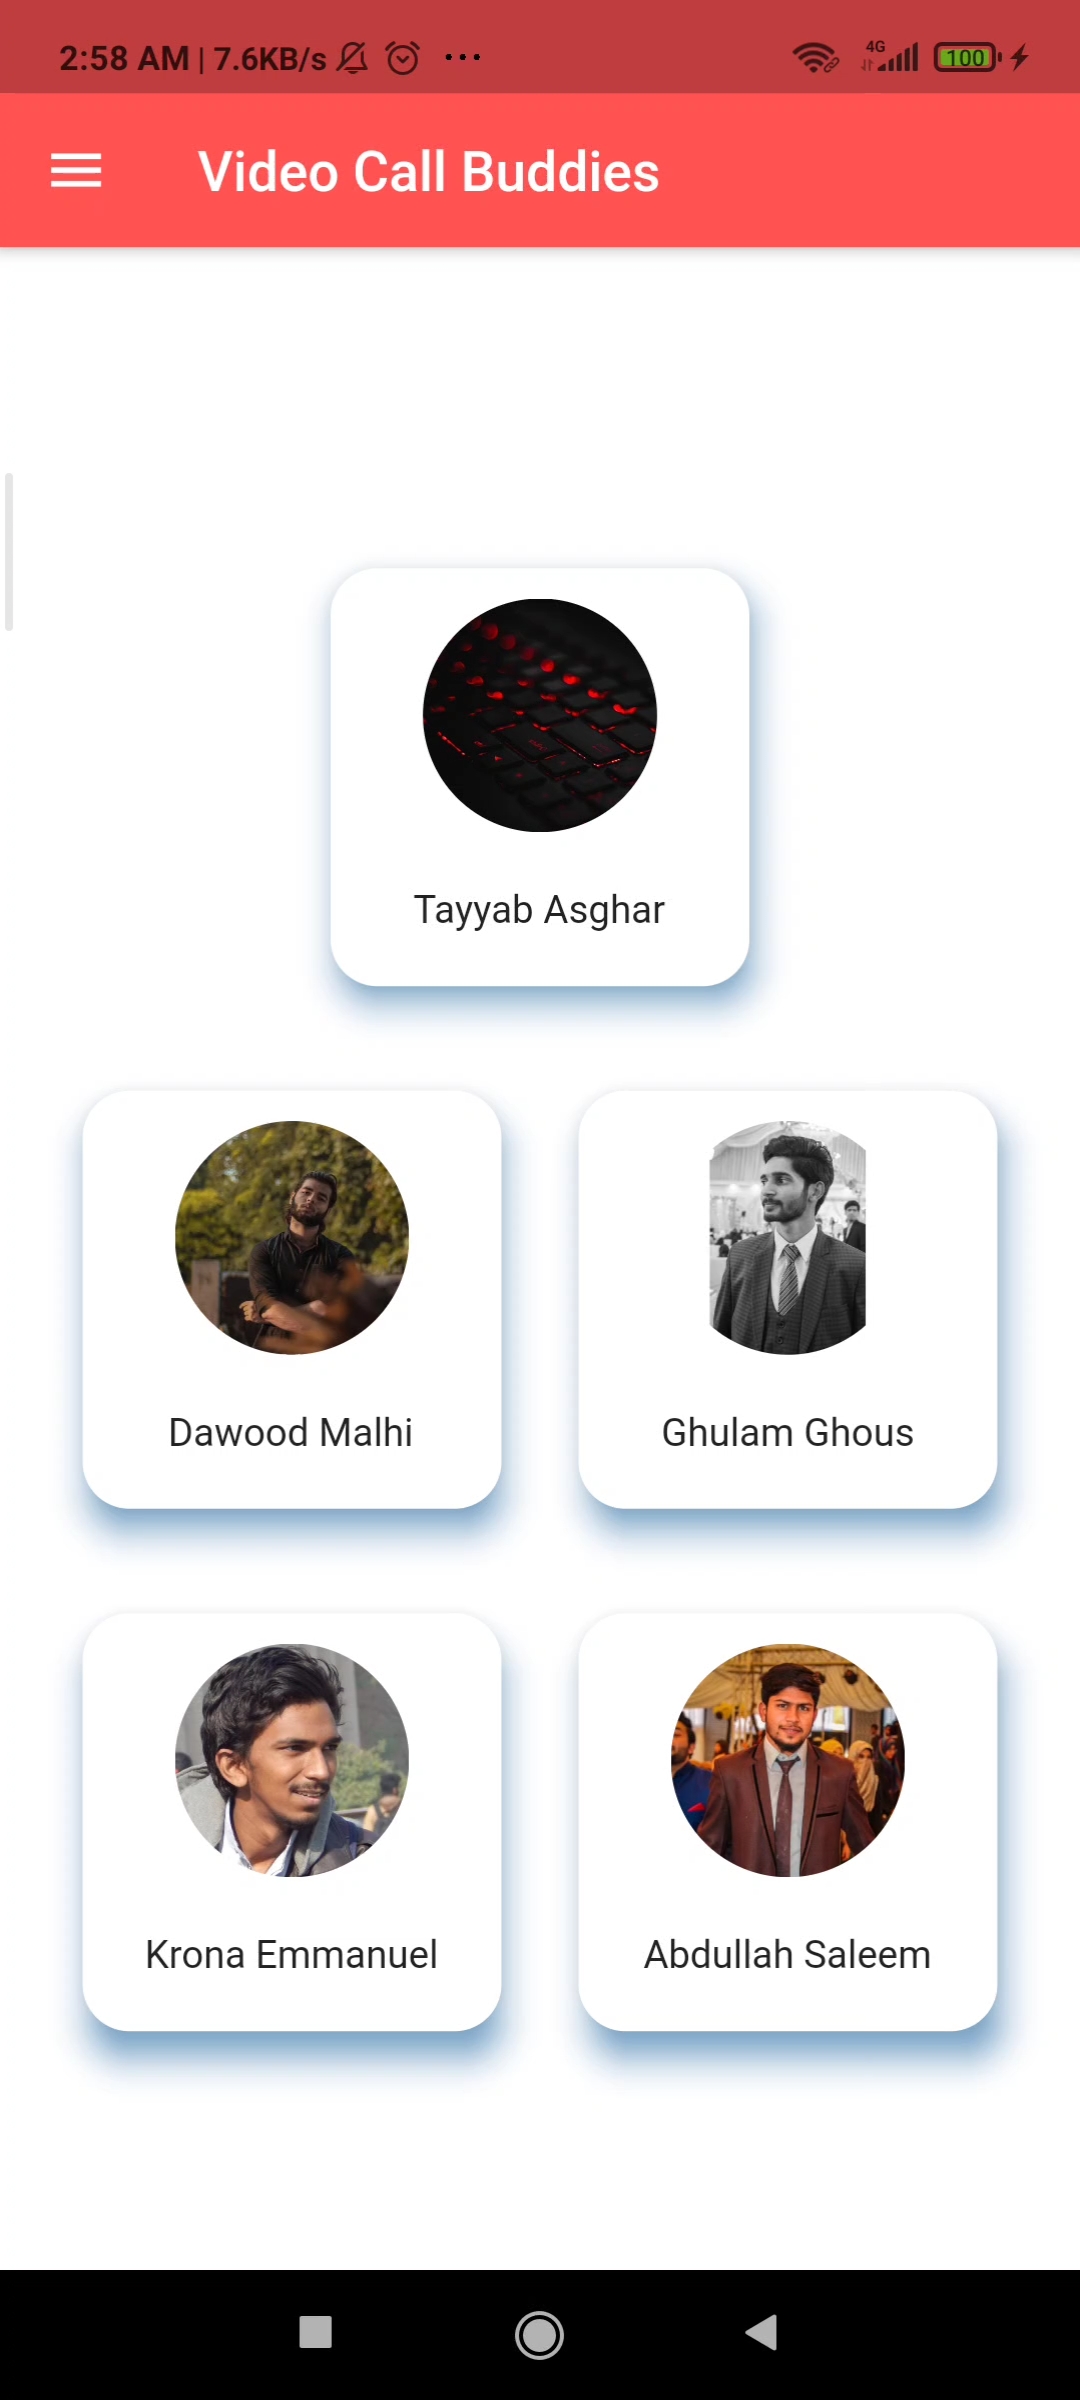 2:58 AM | 7.6KB/s ... 4G 100
Video Call Buddies
Tayyab Asghar
Dawood Malhi
Ghulam Ghous
Krona Emmanuel
Abdullah Saleem